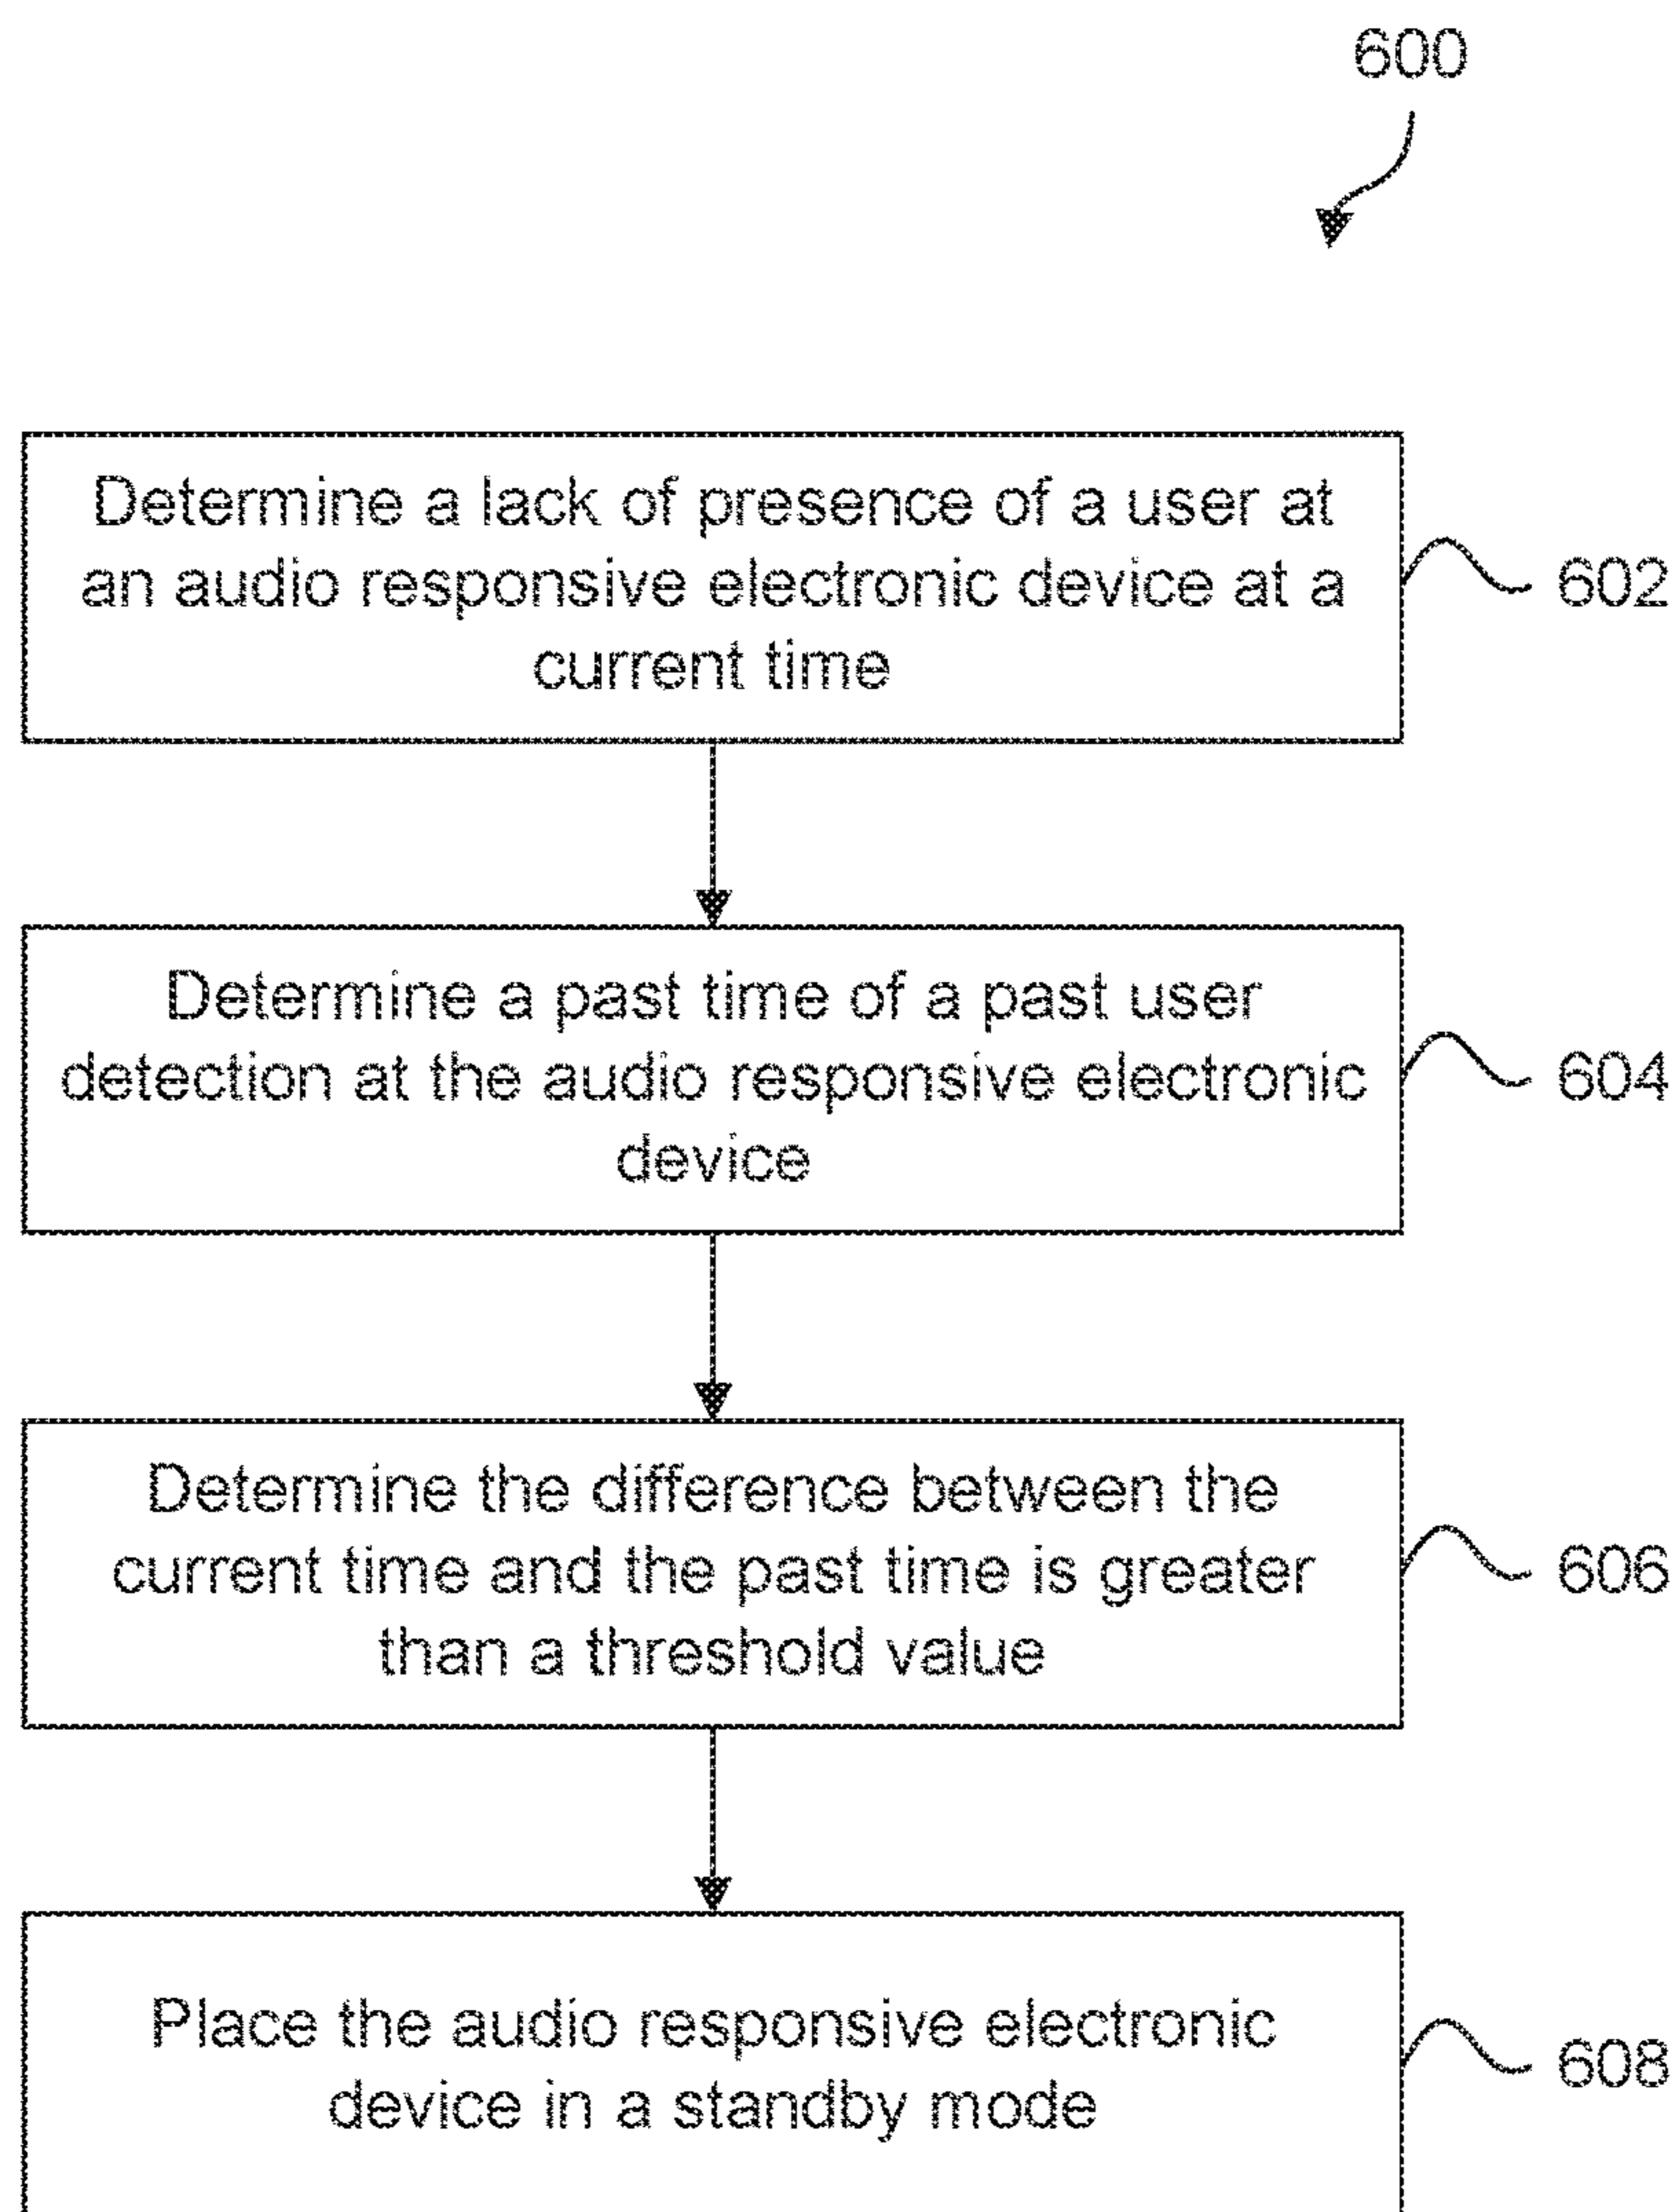 600
Determine a lack of presence of a user at
an audio responsive electronic device at a
current time
602
Determine a past time of a past user
detection at the audio responsive electronic
device
604
Determine the difference between the
current time and the past time is greater
than a threshold value
606
Place the audio responsive electronic
device in a standby mode
608